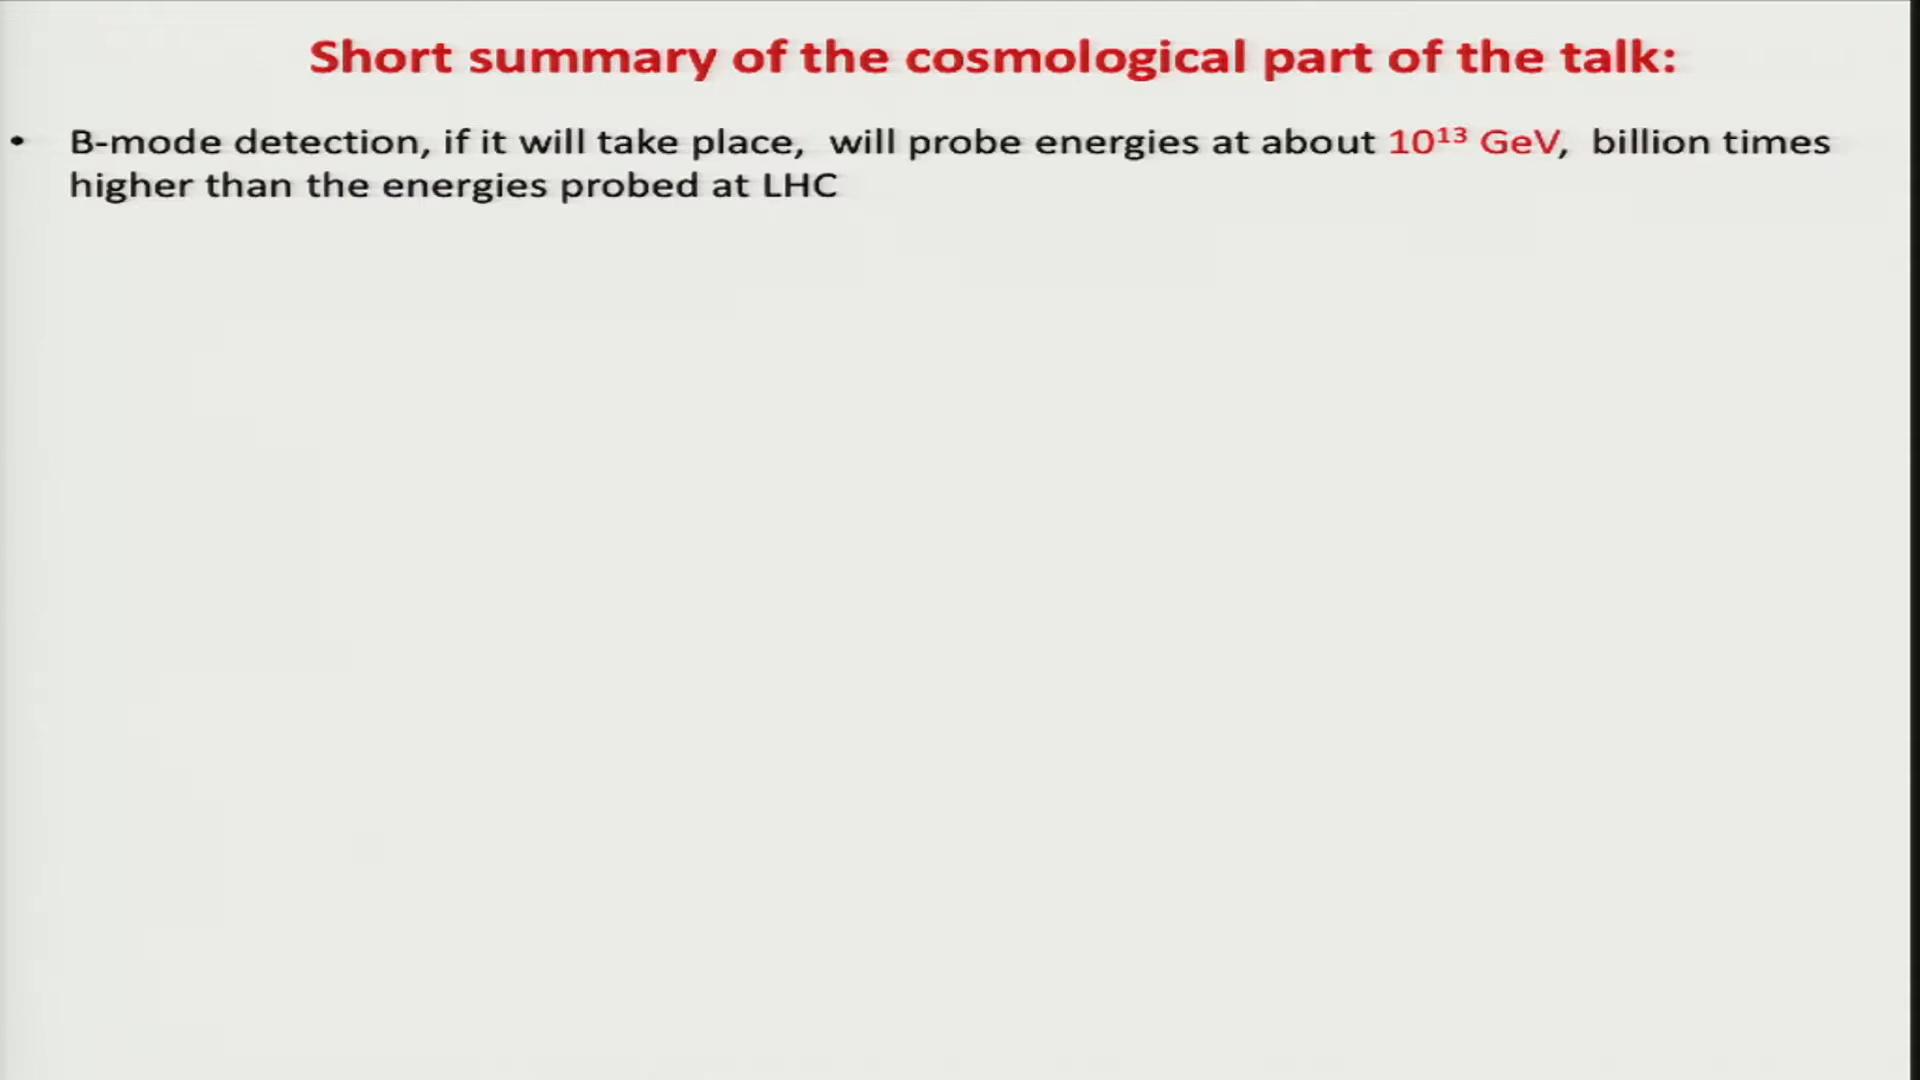 Short summary of the cosmological part of the talk:
• B-mode detection, if it will take place, will probe energies at about 10¹³ GeV, billion times
higher than the energies probed at LHC